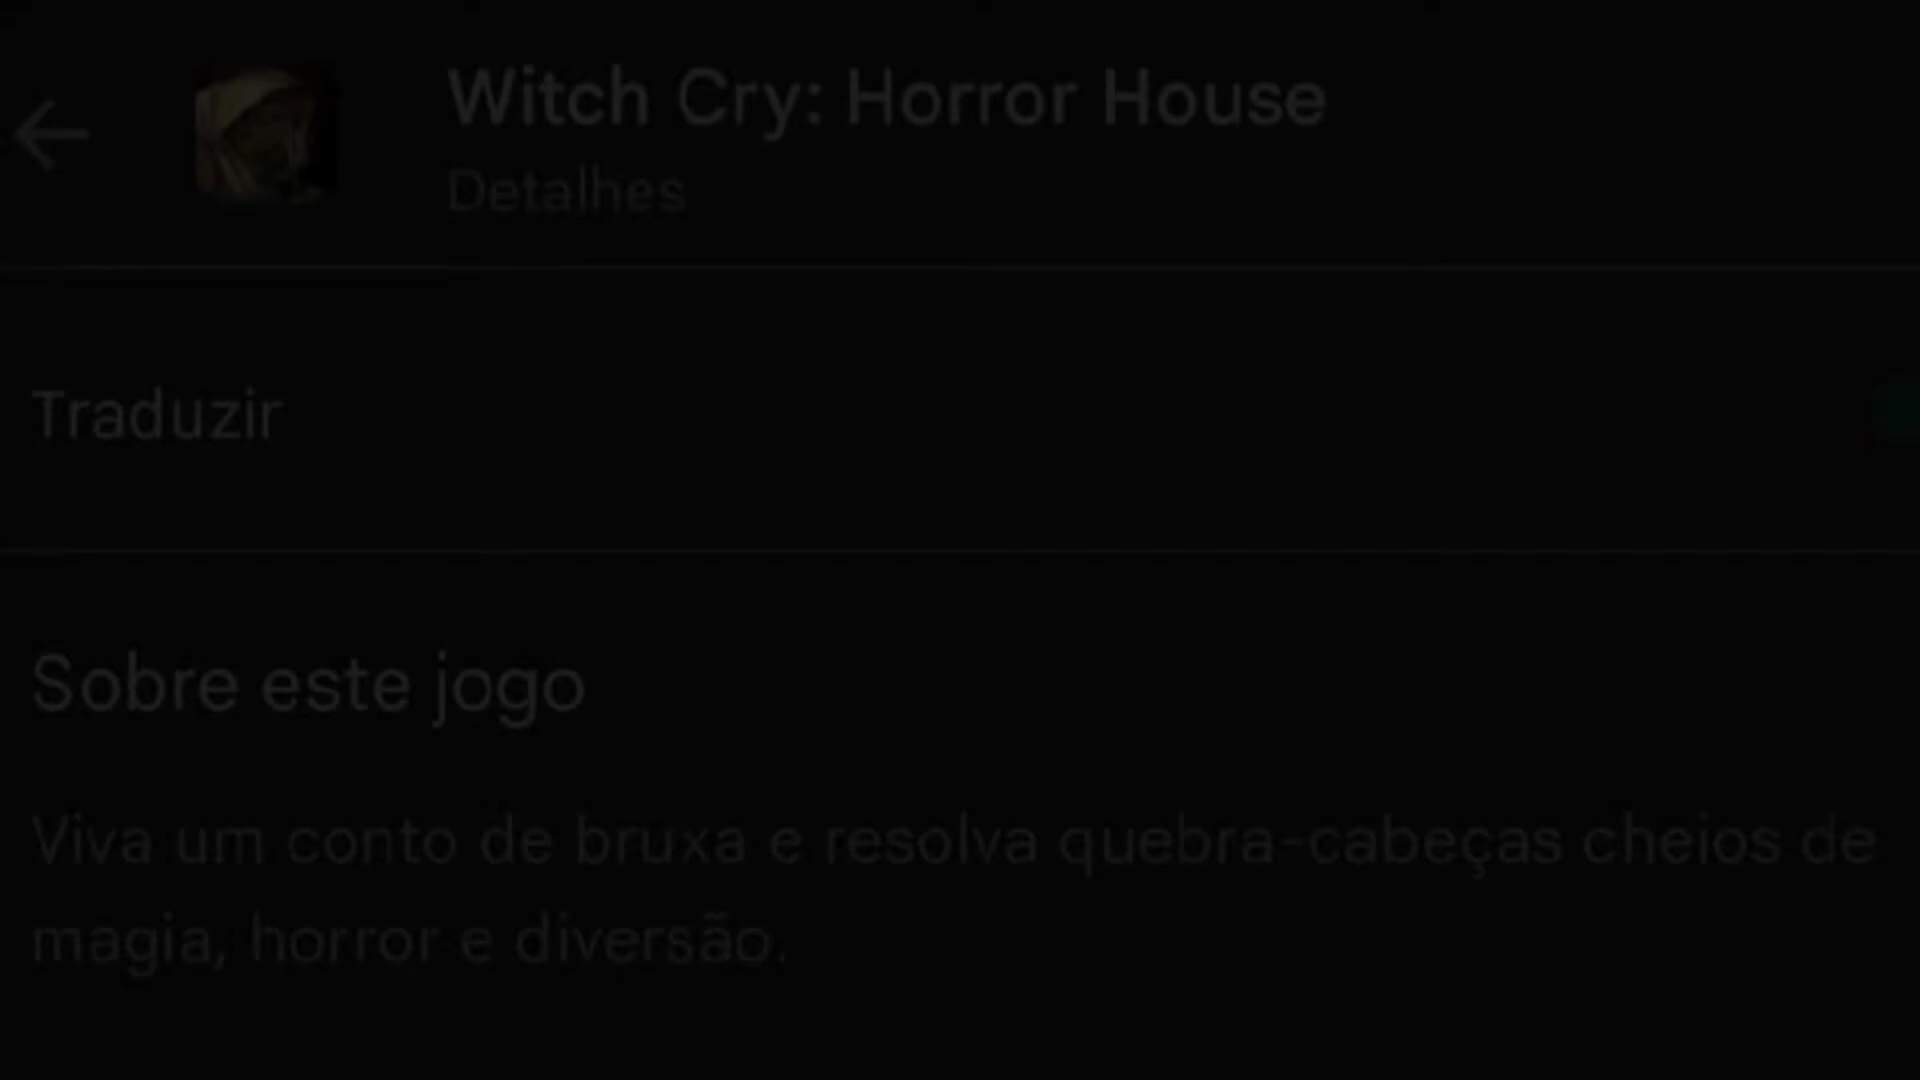 Witch Cry: Horror House
Detalhes
Traduzir
Sobre este jogo
Viva um conto de bruxa e resolva quebra-cabeças cheios de
magia, horror e diversão.